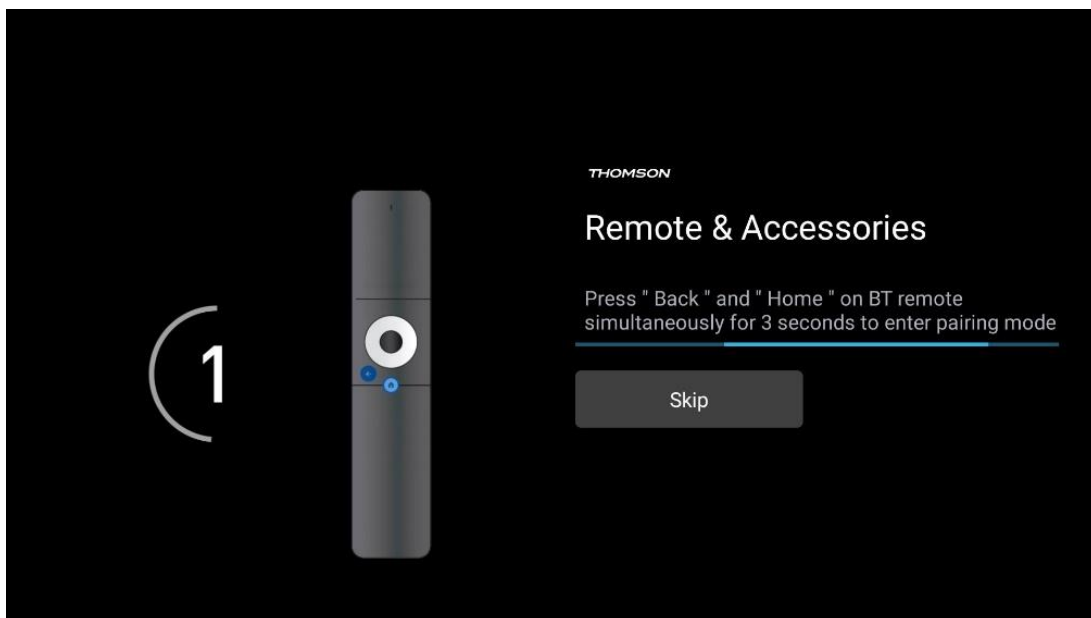 THOMSON
Remote & Accessories
Press " Back " and " Home " on BT remote
simultaneously for 3 seconds to enter pairing mode
1
Skip